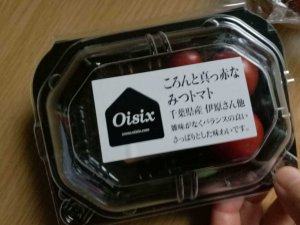 Oisix
www.oisix.com
ころんと真っ赤な
みつトマト
千葉県産 伊原さん他
雑味がなくバランスの良い
さっぱりとした味わいです。